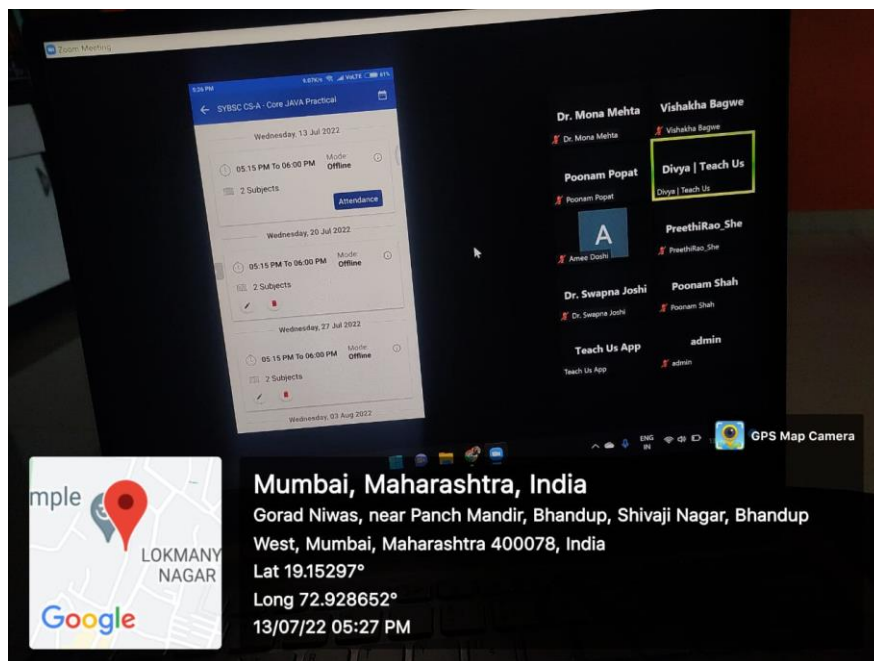 Zoom Meeting
5:26 PM
61%
SYBSC CS-A - Core JAVA Practical
Wednesday, 13 Jul 2022
05:15 PM To 06:00 PM
Mode
Offline
2 Subjects
Attendance
Wednesday, 20 Jul 2022
05:15 PM To 06:00 PM
Mode
Offline
2 Subjects
Wednesday, 27 Jul 2022
05:15 PM To 06:00 PM
Mode
Offline
2 Subjects
Wednesday, 03 Aug 2022
Dr. Mona Mehta
Dr. Mona Mehta
Vishakha Bagwe
Vishakha Bagwe
Poonam Popat
Poonam Popat
Divya | Teach Us
Divya | Teach Us
A
Amee Doshi
PreethiRao_She
PreethiRao_She
Dr. Swapna Joshi
Dr. Swapna Joshi
Poonam Shah
Poonam Shah
Teach Us App
Teach Us App
admin
admin
ENG
IN
GPS Map Camera
mple
LOKMANY
NAGAR
Google
Mumbai, Maharashtra, India
Gorad Niwas, near Panch Mandir, Bhandup, Shivaji Nagar, Bhandup
West, Mumbai, Maharashtra 400078, India
Lat 19.15297°
Long 72.928652°
13/07/22 05:27 PM